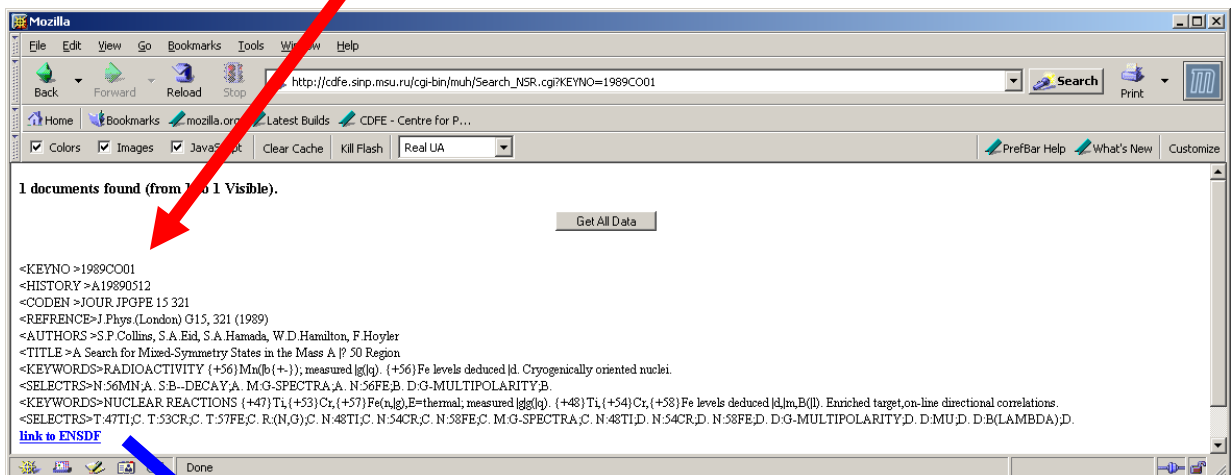 Mozilla
File Edit View Go Bookmarks Tools Window Help
Back Forward Reload Stop http://cdfe.sinp.msu.ru/cgi-bin/muh/Search_NSR.cgi?KEYNO=1989CO01 Search Print
Home Bookmarks mozilla.org Latest Builds CDFE - Centre for P...
Colors Images JavaScript Clear Cache Kill Flash Real UA PrefBar Help What's New Customize
1 documents found (from 1 to 1 Visible).
Get All Data
<KEYNO >1989CO01
<HISTORY >A19890512
<CODEN >JOUR JPGPE 15 321
<REFRENCE>J.Phys.(London) G15, 321 (1989)
<AUTHORS >S.P.Collins, S.A.Eid, S.A.Hamada, W.D.Hamilton, F.Hoyler
<TITLE >A Search for Mixed-Symmetry States in the Mass A |? 50 Region
<KEYWORDS>RADIOACTIVITY {+56}Mn(|b{+-}); measured |g(|q). {+56}Fe levels deduced |d. Cryogenically oriented nuclei.
<SELECTRS>N:56MN;A. S:B--DECAY;A. M:G-SPECTRA;A. N:56FE;B. D:G-MULTIPOLARITY;B.
<KEYWORDS>NUCLEAR REACTIONS {+47}Ti,{+53}Cr,{+57}Fe(n,|g),E=thermal; measured |g|g(|q). {+48}Ti,{+54}Cr,{+58}Fe levels deduced |d,|m,B(|l). Enriched target,on-line directional correlations.
<SELECTRS>T:47TI;C. T:53CR;C. T:57FE;C. R:(N,G);C. N:48TI;C. N:54CR;C. N:58FE;C. M:G-SPECTRA;C. N:48TI;D. N:54CR;D. N:58FE;D. D:G-MULTIPOLARITY;D. D:MU;D. D:B(LAMBDA);D.
link to ENSDF
Done